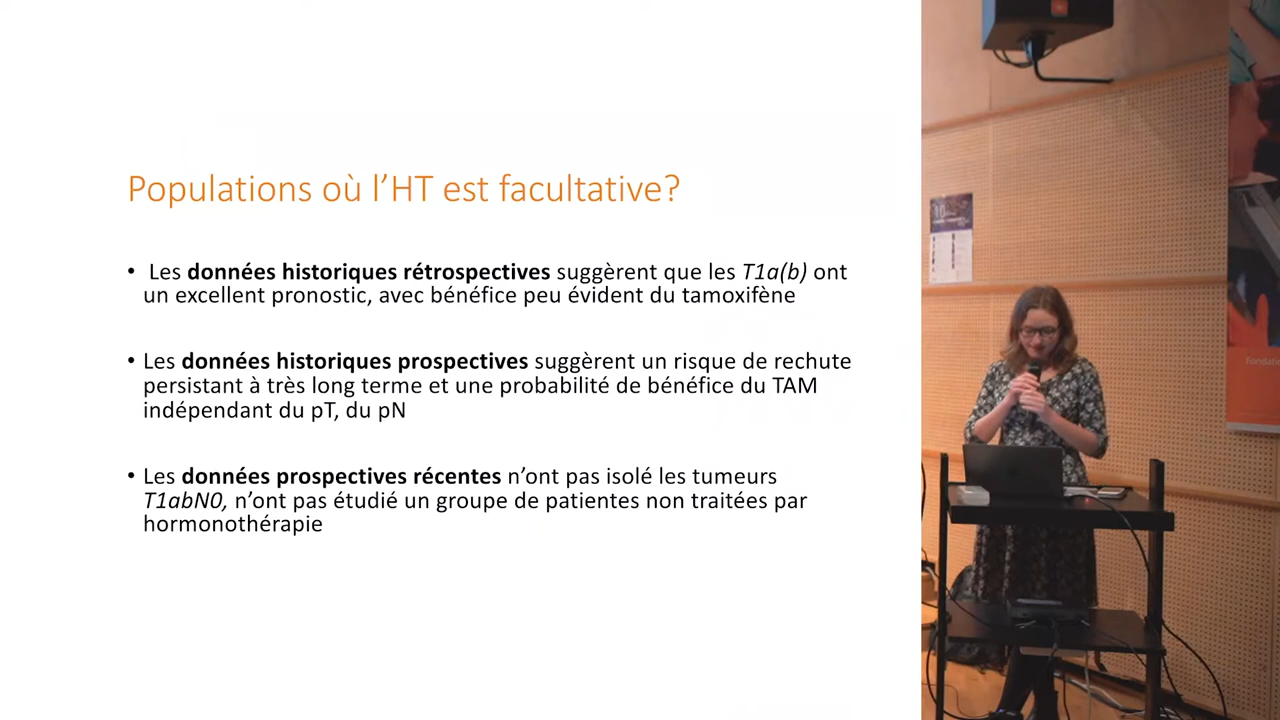 Populations où l’HT est facultative?
• Les données historiques rétrospectives suggèrent que les T1a(b) ont
un excellent pronostic, avec bénéfice peu évident du tamoxifène
• Les données historiques prospectives suggèrent un risque de rechute
persistant à très long terme et une probabilité de bénéfice du TAM
indépendant du pT, du pN
• Les données prospectives récentes n’ont pas isolé les tumeurs
T1abN0, n’ont pas étudié un groupe de patientes non traitées par
hormonothérapie
10
Fondati